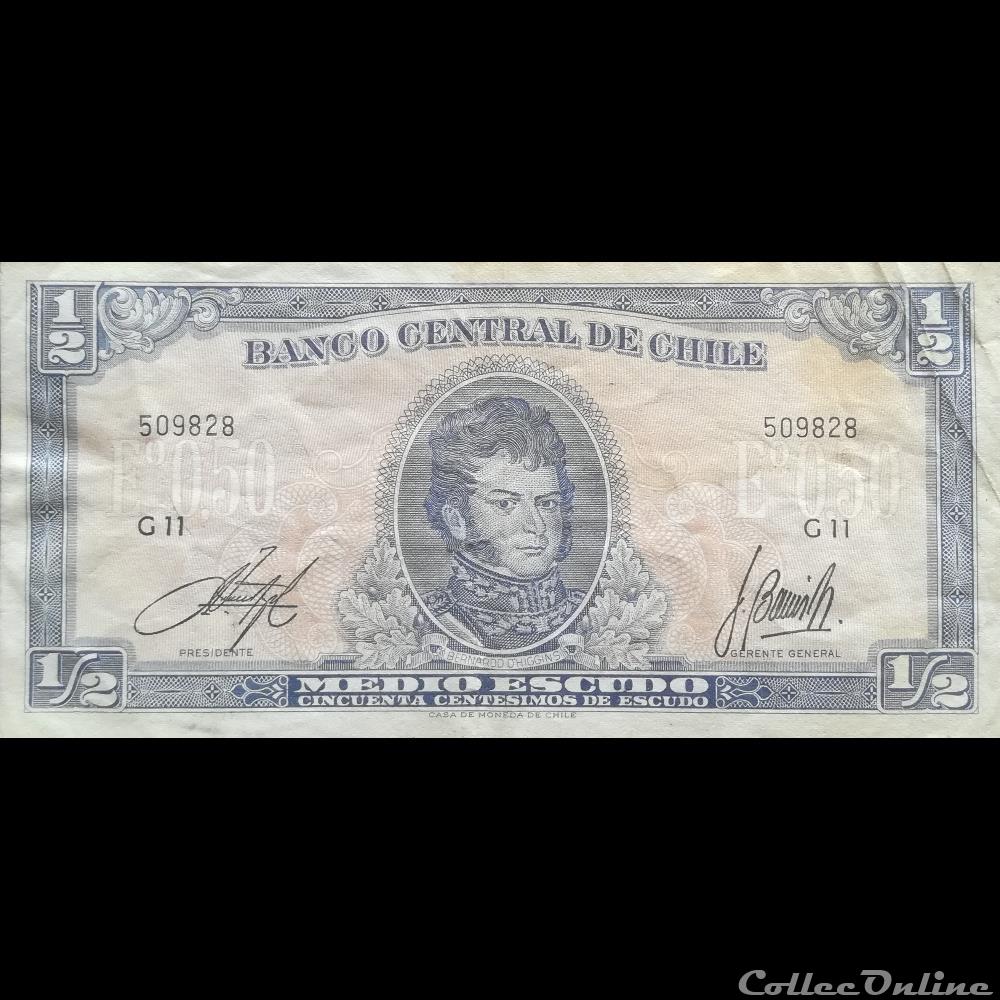 1/2 1/2
BANCO CENTRAL DE CHILE
509828 509828
Eº0.50 Eº0.50
G 11 G 11
PRESIDENTE GERENTE GENERAL
BERNARDO O'HIGGINS
1/2 1/2
MEDIO ESCUDO
CINCUENTA CENTESIMOS DE ESCUDO
CASA DE MONEDA DE CHILE
ColleeOnline